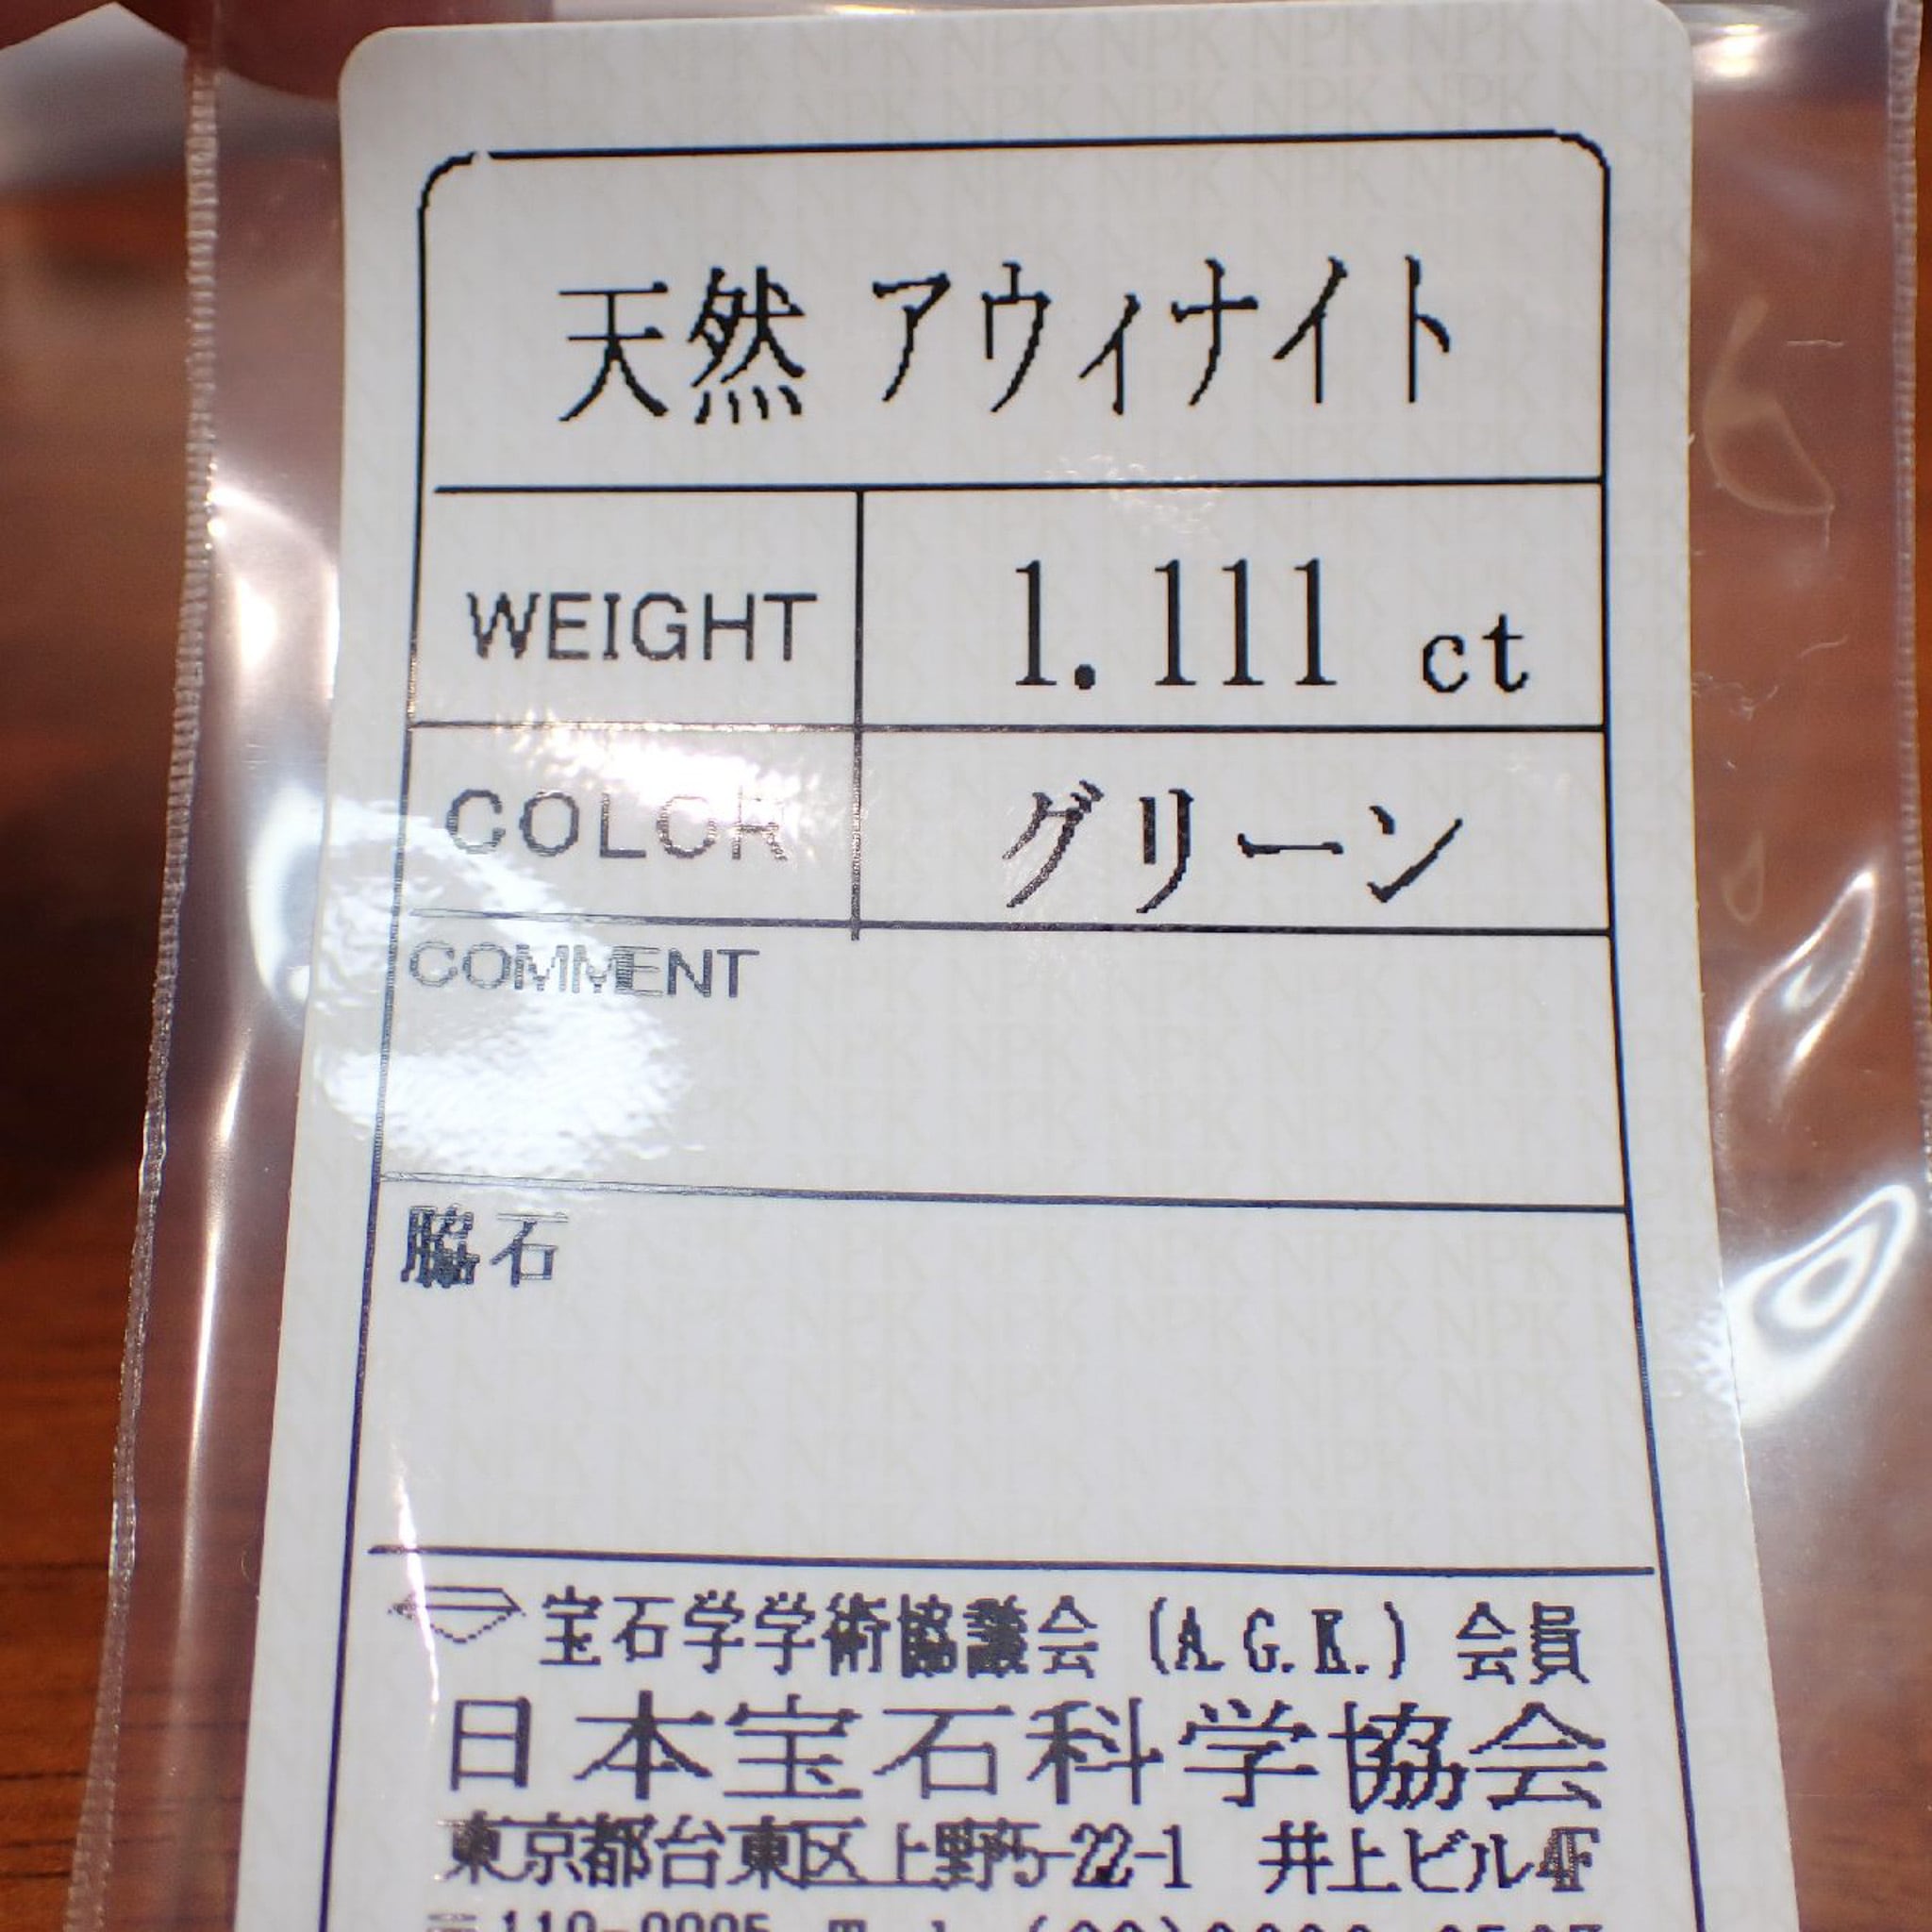 天然 アウィナイト
WEIGHT 1.111 ct
COLOR グリーン
COMMENT
脇石
宝石学学術協議会 (A.G.K.) 会員
日本宝石科学協会
東京都台東区上野5-22-1 井上ビル4F